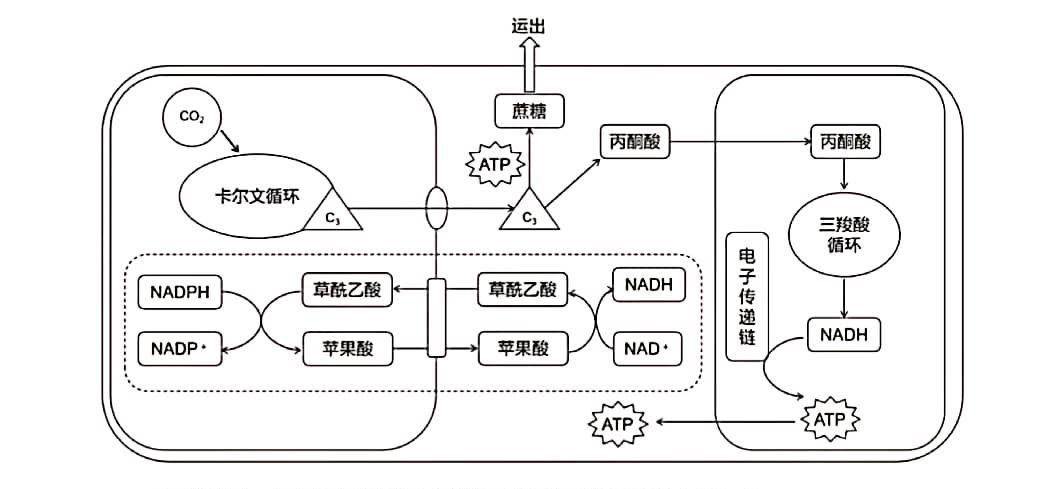 运出
蔗糖
CO₂
ATP
丙酮酸
丙酮酸
卡尔文循环
C₃
C₃
三羧酸
循环
电子传递链
NADPH
草酰乙酸
草酰乙酸
NADH
NADP⁺
苹果酸
苹果酸
NAD⁺
NADH
ATP
ATP